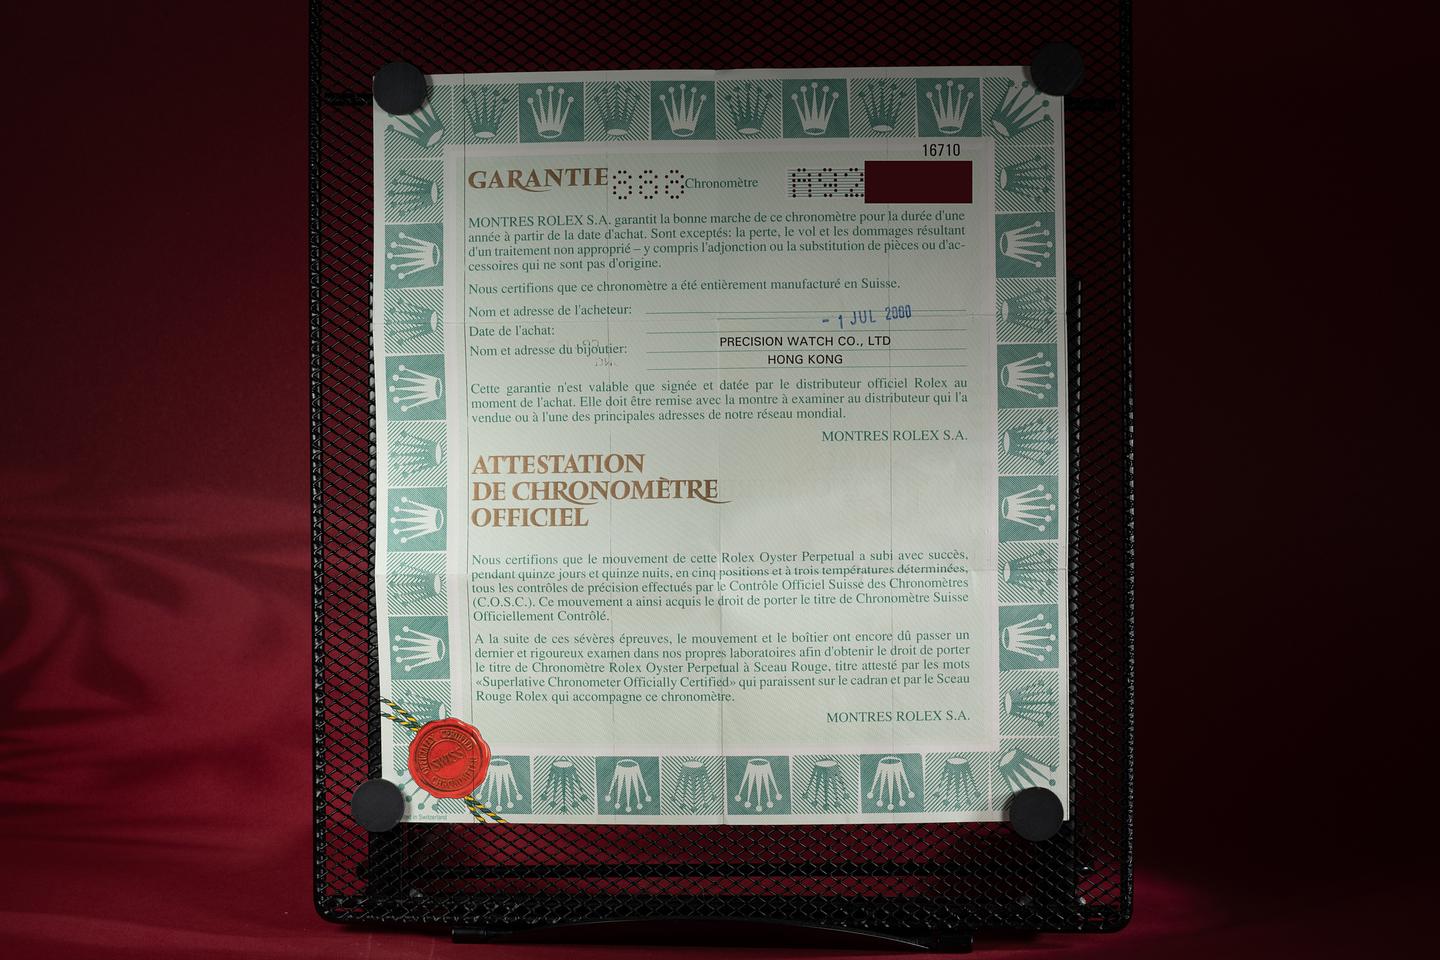 16710
GARANTIE 888 Chronomètre A92
MONTRES ROLEX S.A. garantit la bonne marche de ce chronomètre pour la durée d'une
année à partir de la date d'achat. Sont exceptés: la perte, le vol et les dommages résultant
d'un traitement non approprié – y compris l'adjonction ou la substitution de pièces ou d'ac-
cessoires qui ne sont pas d'origine.
Nous certifions que ce chronomètre a été entièrement manufacturé en Suisse.
Nom et adresse de l'acheteur:
Date de l'achat: - 1 JUL 2000
Nom et adresse du bijoutier: PRECISION WATCH CO., LTD
HONG KONG
Cette garantie n'est valable que signée et datée par le distributeur officiel Rolex au
moment de l'achat. Elle doit être remise avec la montre à examiner au distributeur qui l'a
vendue ou à l'une des principales adresses de notre réseau mondial.
MONTRES ROLEX S.A.
ATTESTATION
DE CHRONOMÈTRE
OFFICIEL
Nous certifions que le mouvement de cette Rolex Oyster Perpetual a subi avec succès,
pendant quinze jours et quinze nuits, en cinq positions et à trois températures déterminées,
tous les contrôles de précision effectués par le Contrôle Officiel Suisse des Chronomètres
(C.O.S.C.). Ce mouvement a ainsi acquis le droit de porter le titre de Chronomètre Suisse
Officiellement Contrôlé.
A la suite de ces sévères épreuves, le mouvement et le boîtier ont encore dû passer un
dernier et rigoureux examen dans nos propres laboratoires afin d'obtenir le droit de porter
le titre de Chronomètre Rolex Oyster Perpetual à Sceau Rouge, titre attesté par les mots
«Superlative Chronometer Officially Certified» qui paraissent sur le cadran et par le Sceau
Rouge Rolex qui accompagne ce chronomètre.
MONTRES ROLEX S.A.
OFFICIALLY CERTIFIED
SWISS
CHRONOMETER
in Switzerland